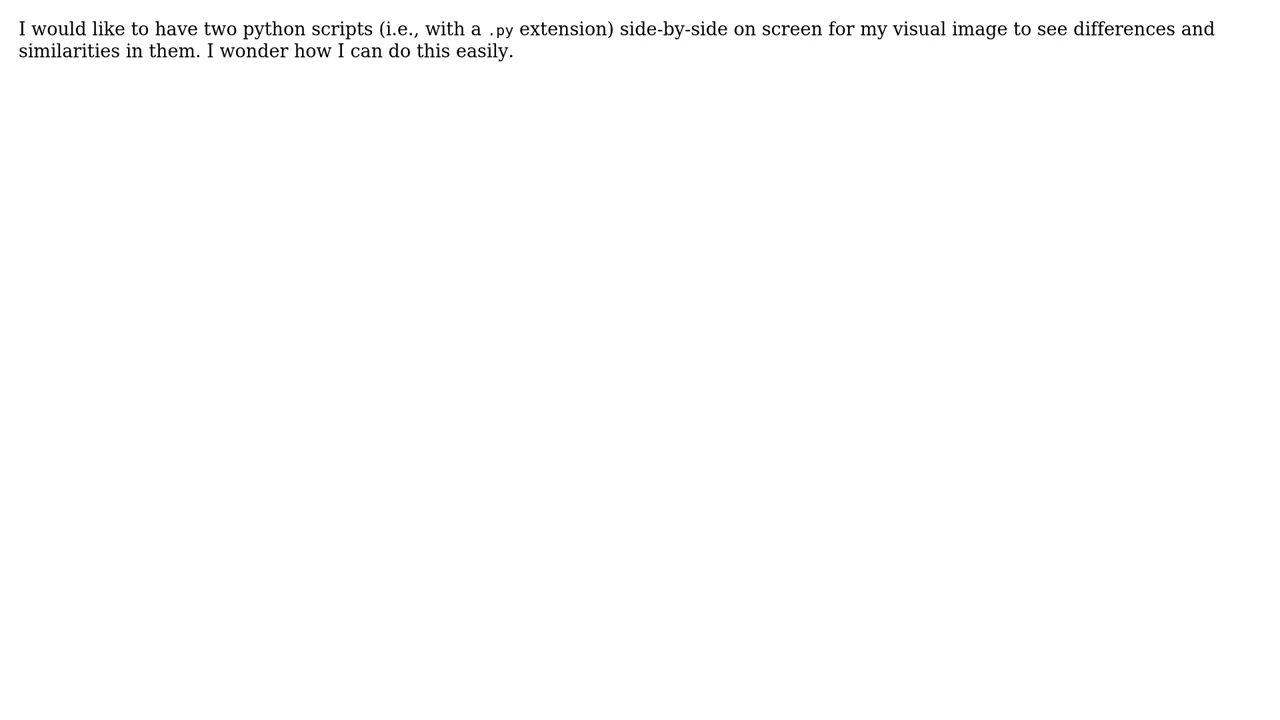 I would like to have two python scripts (i.e., with a .py extension) side-by-side on screen for my visual image to see differences and
similarities in them. I wonder how I can do this easily.